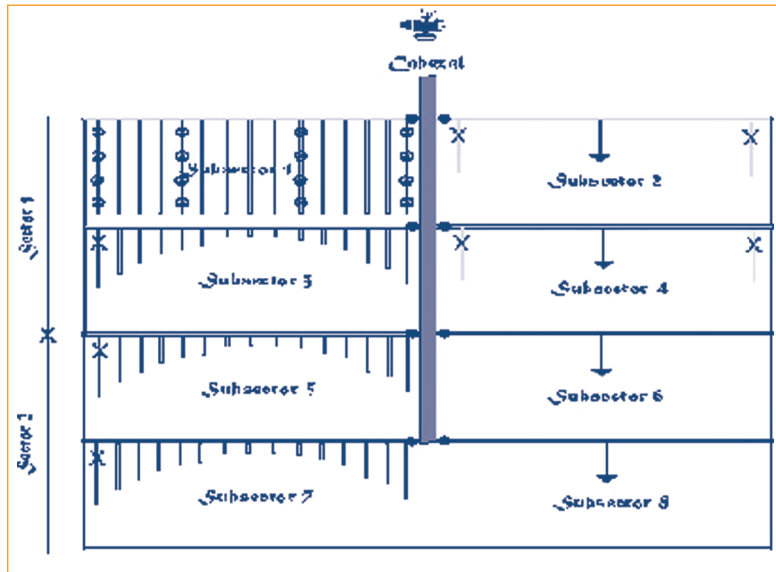 Cabezal
Subsector 1
Subsector 2
Sector 1
Subsector 3
Subsector 4
Subsector 5
Subsector 6
Sector 2
Subsector 7
Subsector 8